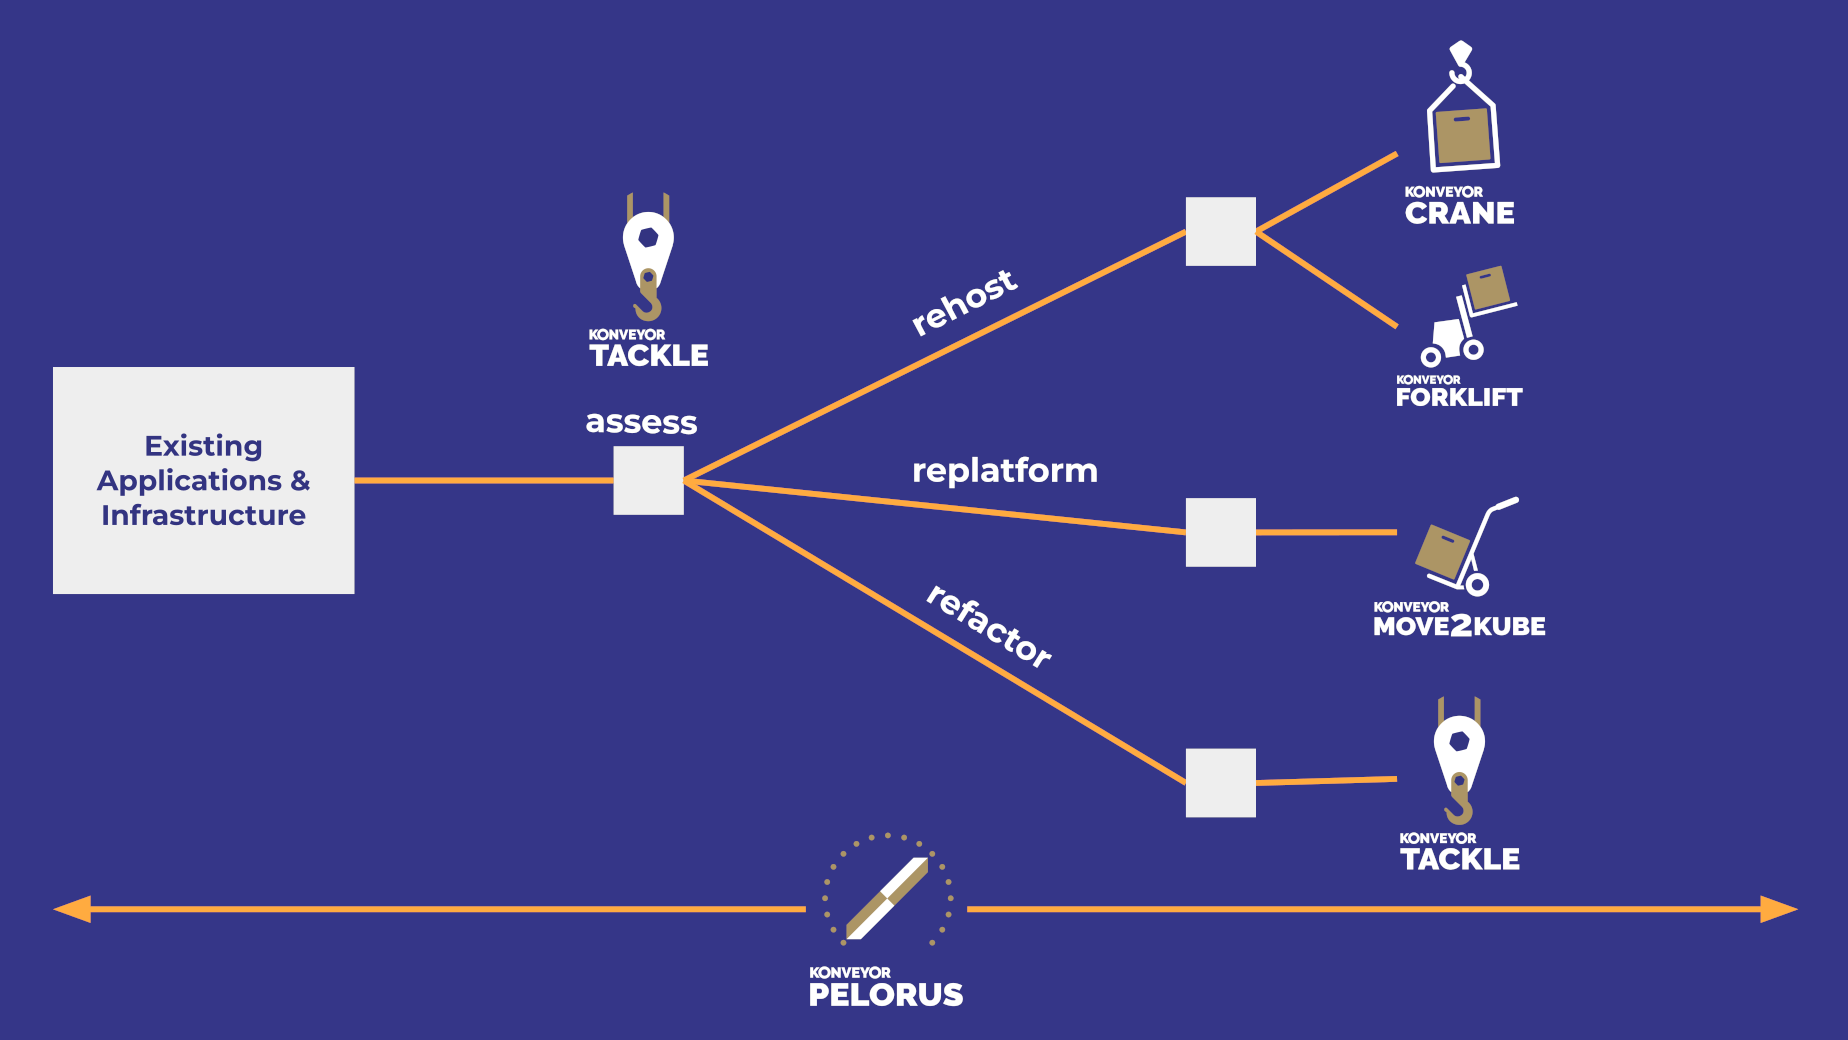 KONVEYOR
CRANE
KONVEYOR
TACKLE
rehost
KONVEYOR
FORKLIFT
assess
Existing
Applications &
Infrastructure
replatform
KONVEYOR
MOVE2KUBE
refactor
KONVEYOR
TACKLE
KONVEYOR
PELORUS